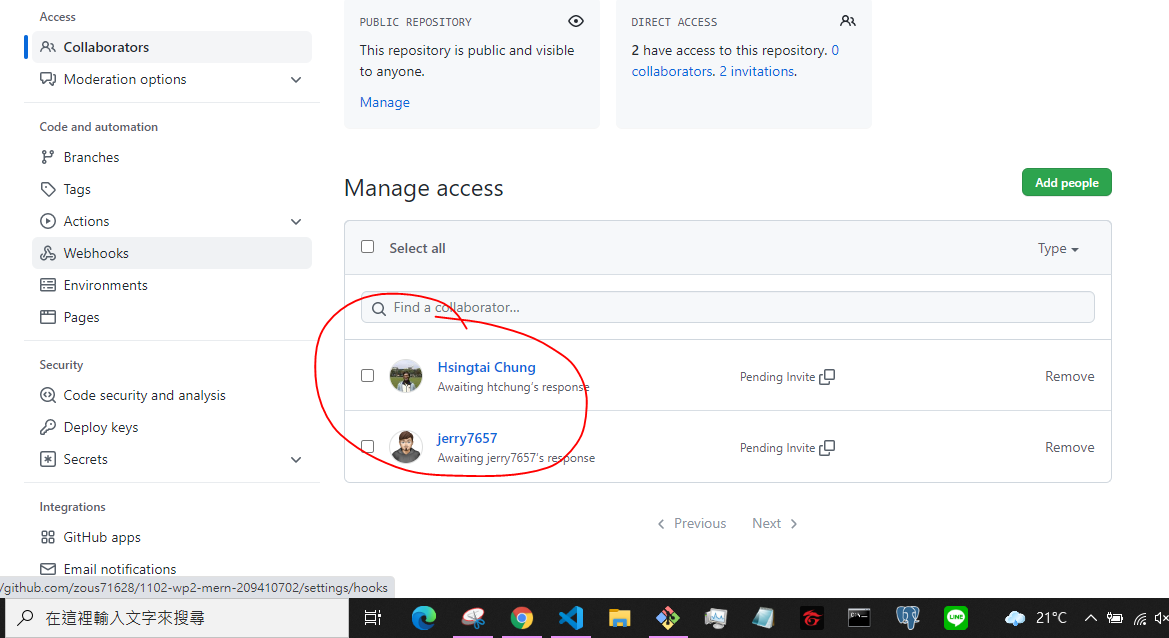 Access
Collaborators
Moderation options
Code and automation
Branches
Tags
Actions
Webhooks
Environments
Pages
Security
Code security and analysis
Deploy keys
Secrets
Integrations
GitHub apps
Email notifications
/github.com/zous71628/1102-wp2-mern-209410702/settings/hooks
PUBLIC REPOSITORY
This repository is public and visible
to anyone.
Manage
DIRECT ACCESS
2 have access to this repository. 0
collaborators. 2 invitations.
Manage access
Add people
Select all
Type
Find a collaborator...
Hsingtai Chung
Awaiting htchung's response
Pending Invite
Remove
jerry7657
Awaiting jerry7657's response
Pending Invite
Remove
Previous
Next
在這裡輸入文字來搜尋
LINE
21°C